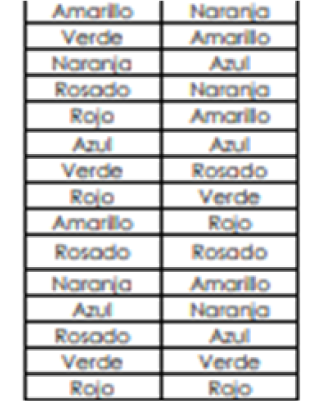 Amarillo Naranja
Verde Amarillo
Naranja Azul
Rosado Naranja
Rojo Amarillo
Azul Azul
Verde Rosado
Rojo Verde
Amarillo Rojo
Rosado Rosado
Naranja Amarillo
Azul Naranja
Rosado Azul
Verde Verde
Rojo Rojo